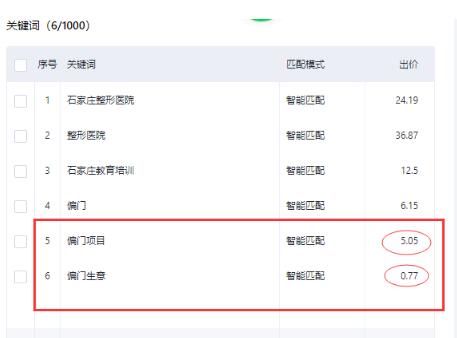 关键词（6/1000）
序号 关键词 匹配模式 出价
1 石家庄整形医院 智能匹配 24.19
2 整形医院 智能匹配 36.87
3 石家庄教育培训 智能匹配 12.5
4 偏门 智能匹配 6.15
5 偏门项目 智能匹配 5.05
6 偏门生意 智能匹配 0.77